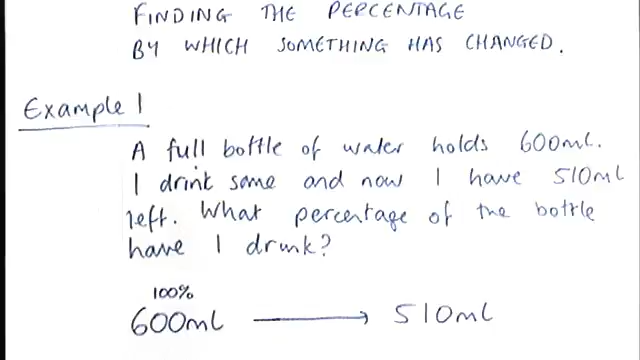 FINDING THE PERCENTAGE
BY WHICH SOMETHING HAS CHANGED.
Example 1
A full bottle of water holds 600ml.
I drink some and now I have 510ml
left. What percentage of the bottle
have I drunk?
100%
600ml → 510ml